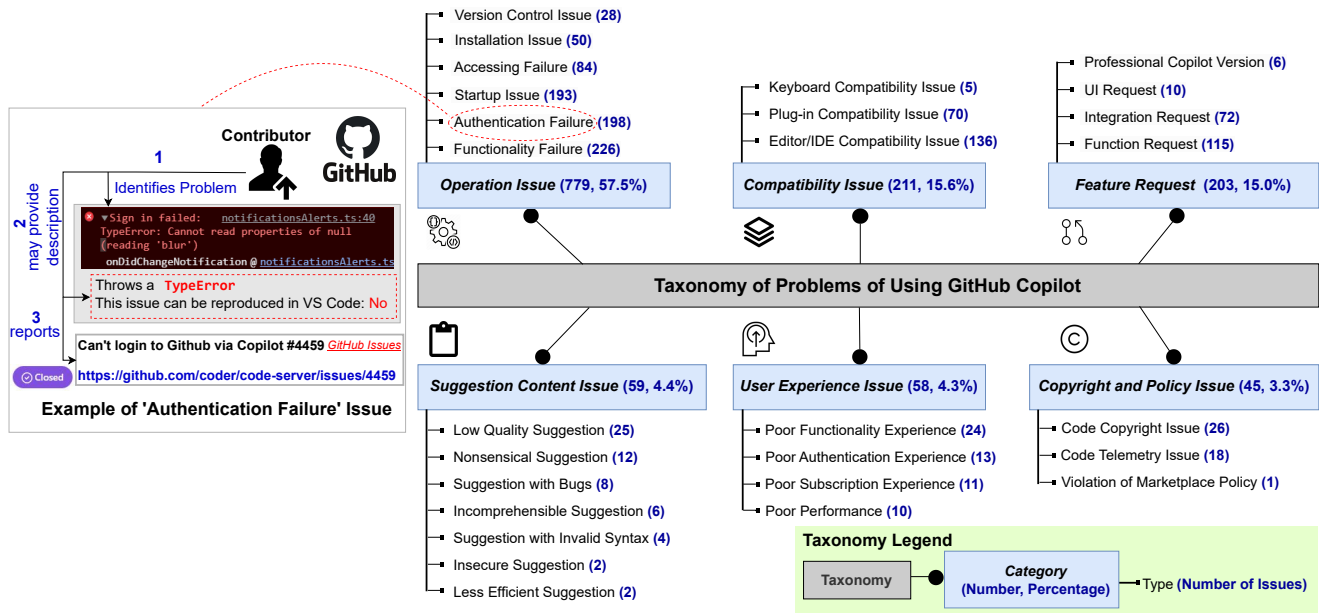 Contributor
GitHub
1
Identifies Problem
2
may provide
description
Sign in failed: notificationsAlerts.ts:40
TypeError: Cannot read properties of null
(reading 'blur')
onDidChangeNotification @ notificationsAlerts.ts
Throws a TypeError
This issue can be reproduced in VS Code: No
3
reports
Can't login to Github via Copilot #4459 GitHub Issues
Closed
https://github.com/coder/code-server/issues/4459
Example of 'Authentication Failure' Issue
Version Control Issue (28)
Installation Issue (50)
Accessing Failure (84)
Startup Issue (193)
Authentication Failure (198)
Functionality Failure (226)
Operation Issue (779, 57.5%)
Keyboard Compatibility Issue (5)
Plug-in Compatibility Issue (70)
Editor/IDE Compatibility Issue (136)
Compatibility Issue (211, 15.6%)
Professional Copilot Version (6)
UI Request (10)
Integration Request (72)
Function Request (115)
Feature Request (203, 15.0%)
Taxonomy of Problems of Using GitHub Copilot
Suggestion Content Issue (59, 4.4%)
Low Quality Suggestion (25)
Nonsensical Suggestion (12)
Suggestion with Bugs (8)
Incomprehensible Suggestion (6)
Suggestion with Invalid Syntax (4)
Insecure Suggestion (2)
Less Efficient Suggestion (2)
User Experience Issue (58, 4.3%)
Poor Functionality Experience (24)
Poor Authentication Experience (13)
Poor Subscription Experience (11)
Poor Performance (10)
Copyright and Policy Issue (45, 3.3%)
Code Copyright Issue (26)
Code Telemetry Issue (18)
Violation of Marketplace Policy (1)
Taxonomy Legend
Taxonomy
Category
(Number, Percentage)
Type (Number of Issues)